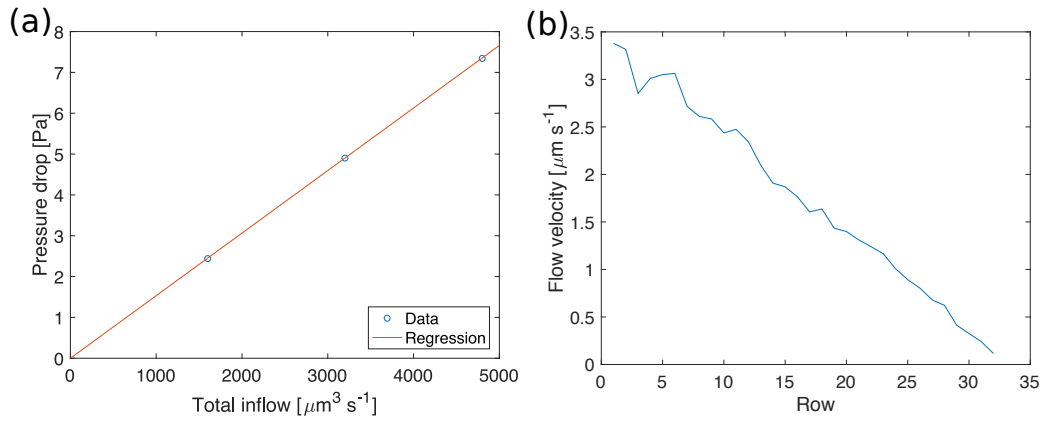 (a)
8
7
6
5
4
3
2
1
0
Pressure drop [Pa]
0 1000 2000 3000 4000 5000
Total inflow [μm³ s⁻¹]
Data
Regression
(b)
3.5
3
2.5
2
1.5
1
0.5
0
Flow velocity [μm s⁻¹]
0 5 10 15 20 25 30 35
Row